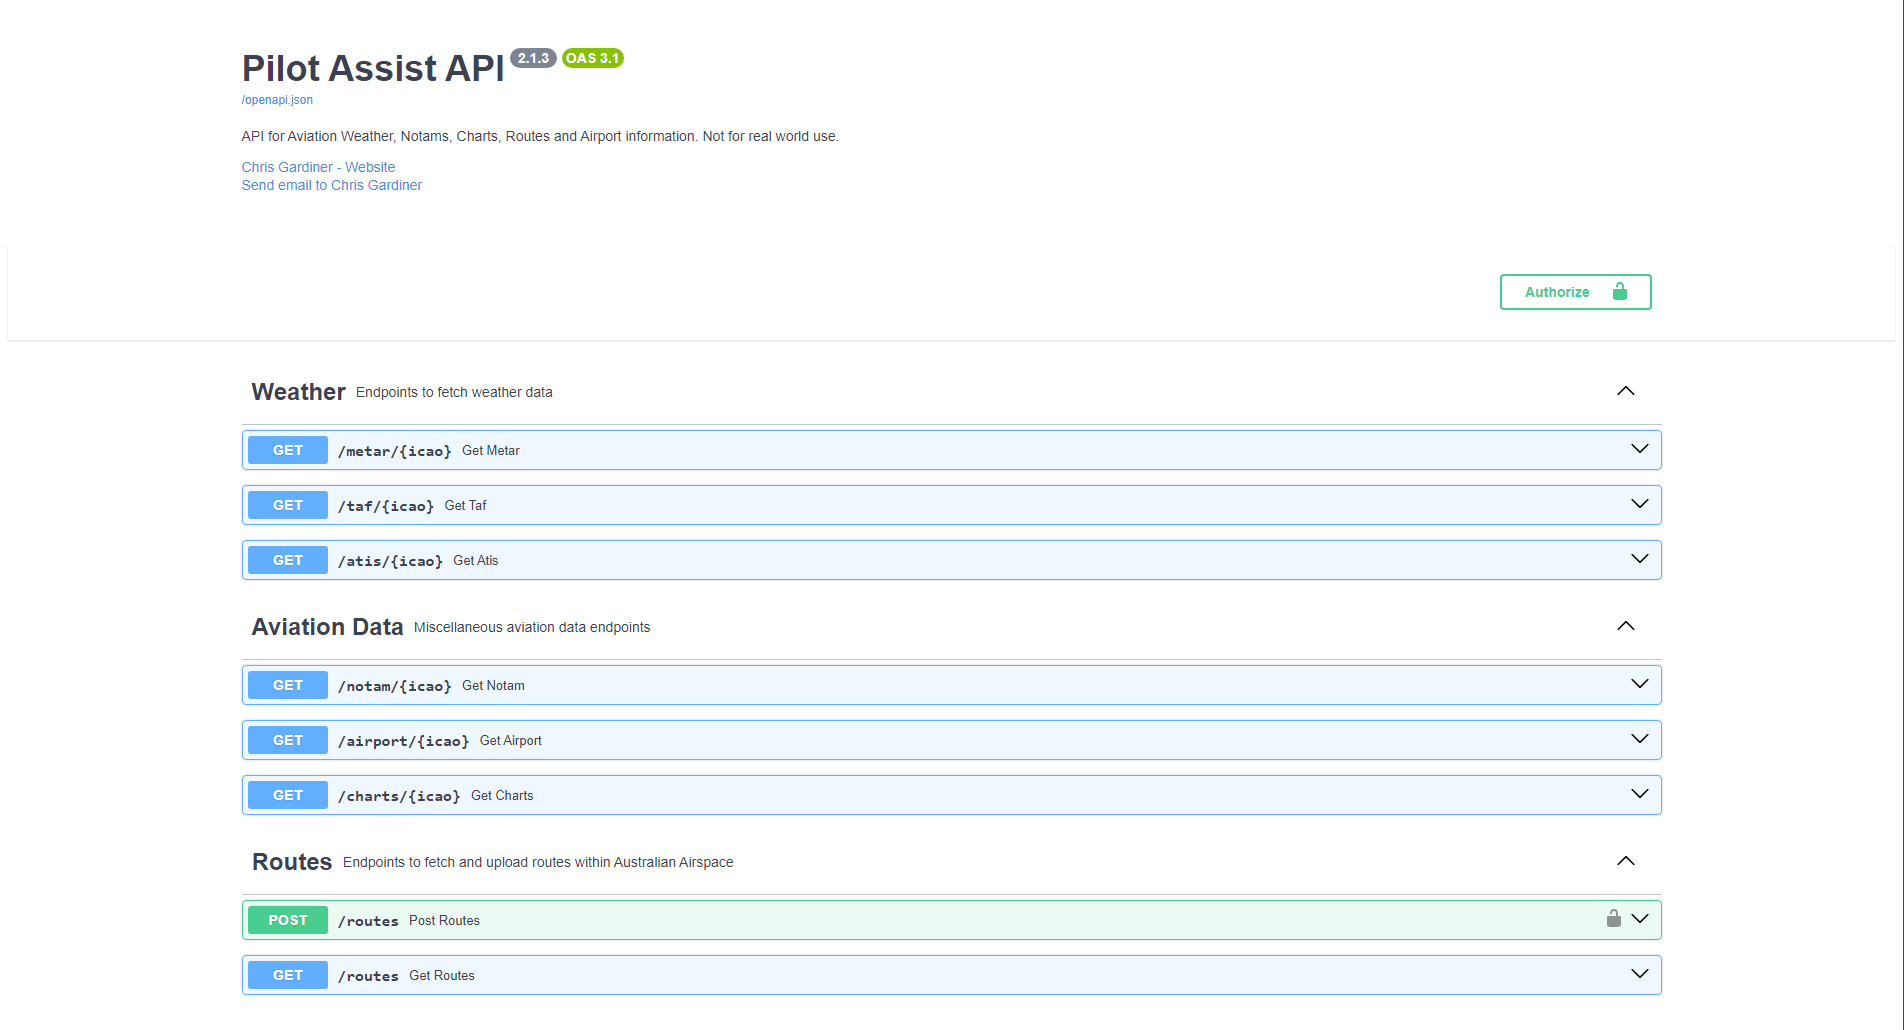 Pilot Assist API 2.1.3 OAS 3.1
/openapi.json
API for Aviation Weather, Notams, Charts, Routes and Airport information. Not for real world use.
Chris Gardiner - Website
Send email to Chris Gardiner
Authorize
Weather Endpoints to fetch weather data
GET /metar/{icao} Get Metar
GET /taf/{icao} Get Taf
GET /atis/{icao} Get Atis
Aviation Data Miscellaneous aviation data endpoints
GET /notam/{icao} Get Notam
GET /airport/{icao} Get Airport
GET /charts/{icao} Get Charts
Routes Endpoints to fetch and upload routes within Australian Airspace
POST /routes Post Routes
GET /routes Get Routes